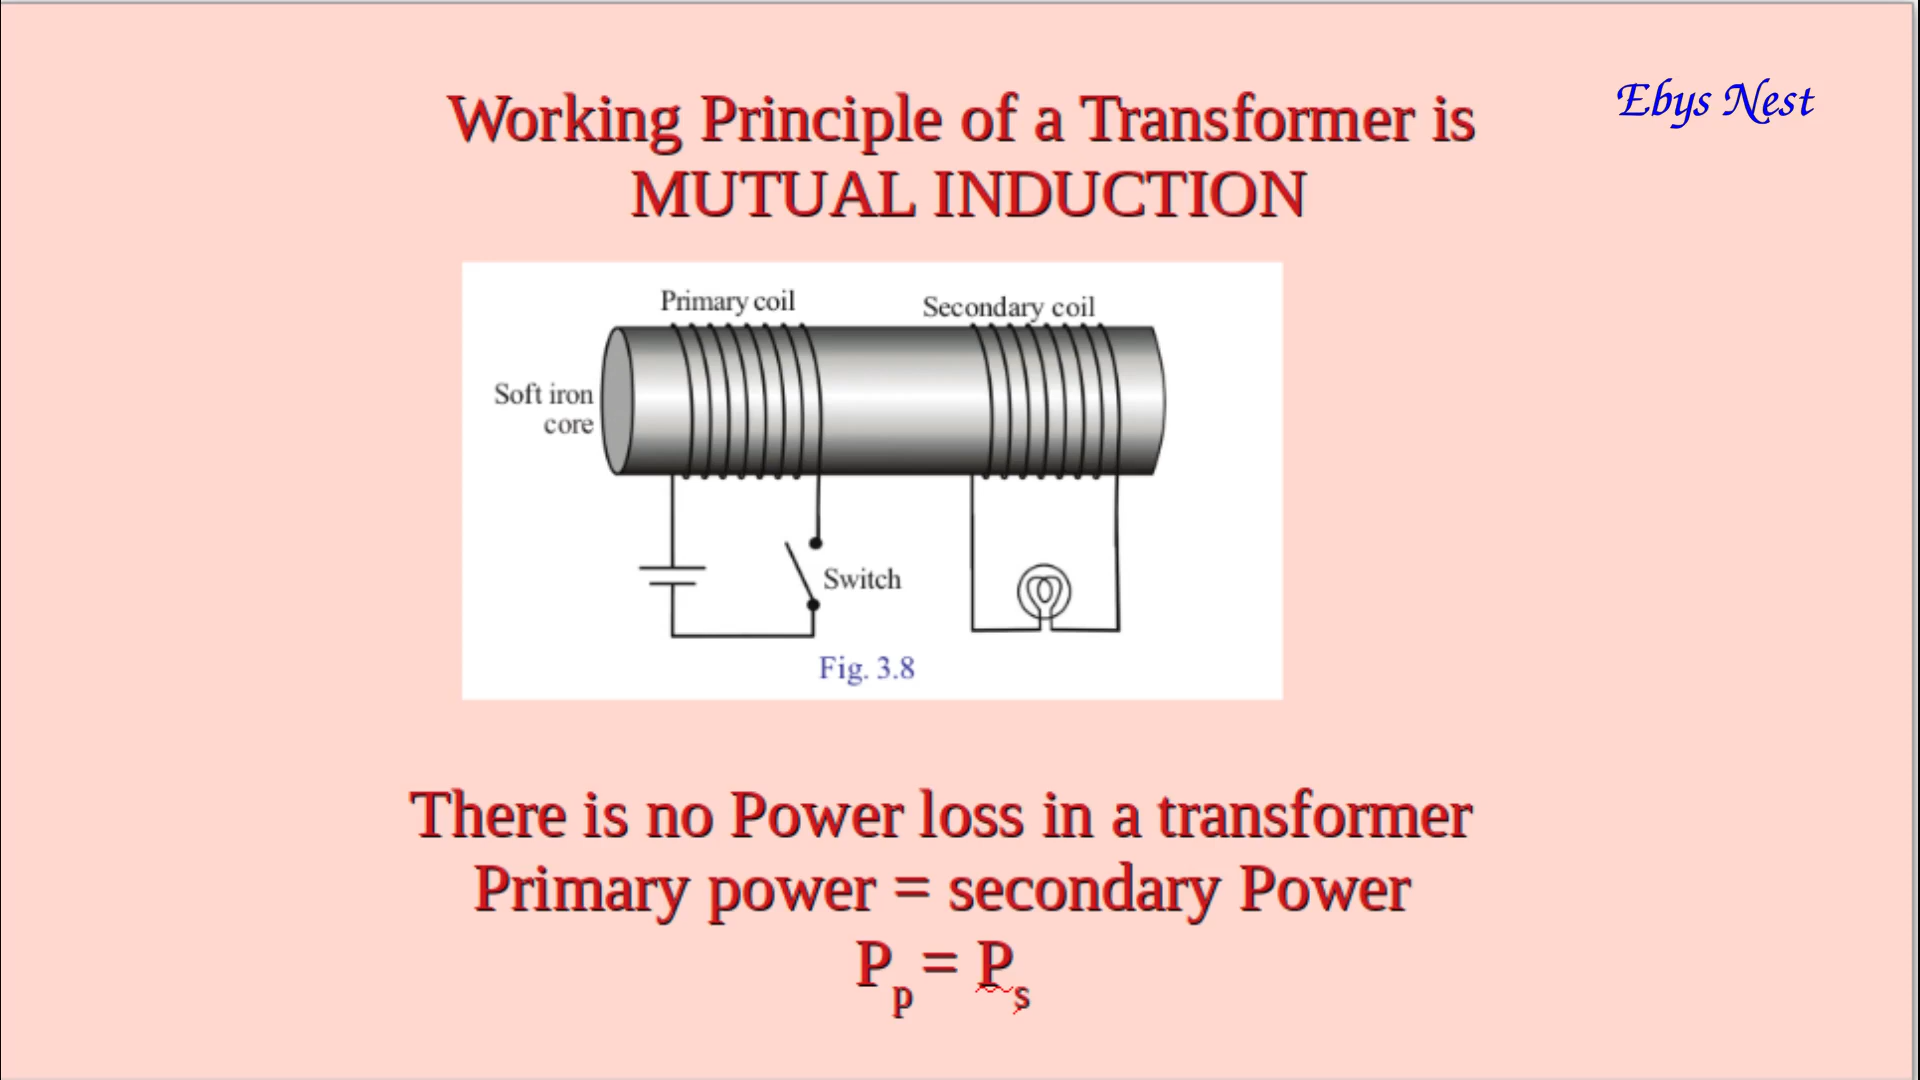 Ebys Nest
Working Principle of a Transformer is
MUTUAL INDUCTION
Primary coil
Secondary coil
Soft iron
core
Switch
Fig. 3.8
There is no Power loss in a transformer
Primary power = secondary Power
Pp = Ps